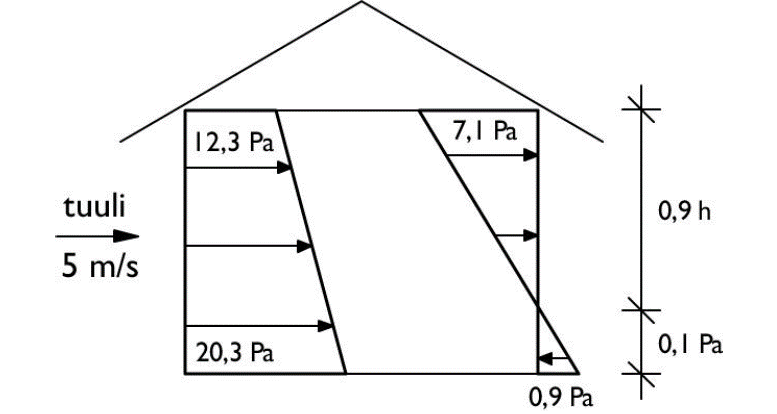 12,3 Pa
7,1 Pa
tuuli
5 m/s
0,9 h
20,3 Pa
0,1 Pa
0,9 Pa